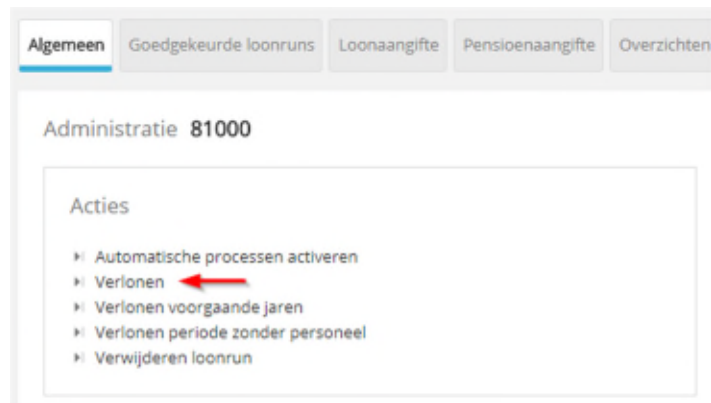 Algemeen Goedgekeurde loonruns Loonaangifte Pensioenaangifte Overzichten
Administratie 81000
Acties
Automatische processen activeren
Verlonen
Verlonen voorgaande jaren
Verlonen periode zonder personeel
Verwijderen loonrun